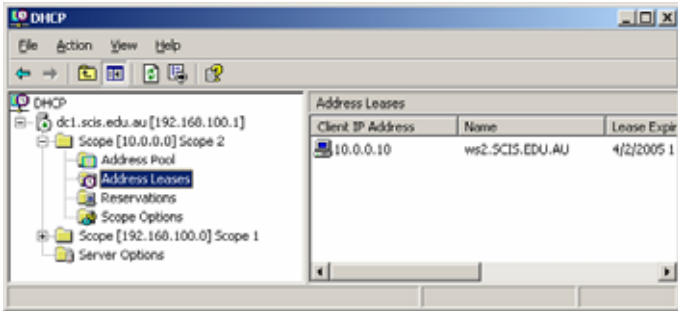 DHCP
File Action View Help
DHCP
dc1.scis.edu.au [192.168.100.1]
Scope [10.0.0.0] Scope 2
Address Pool
Address Leases
Reservations
Scope Options
Scope [192.168.100.0] Scope 1
Server Options
Address Leases
Client IP Address Name Lease Expir
10.0.0.10 ws2.SCIS.EDU.AU 4/2/2005 1